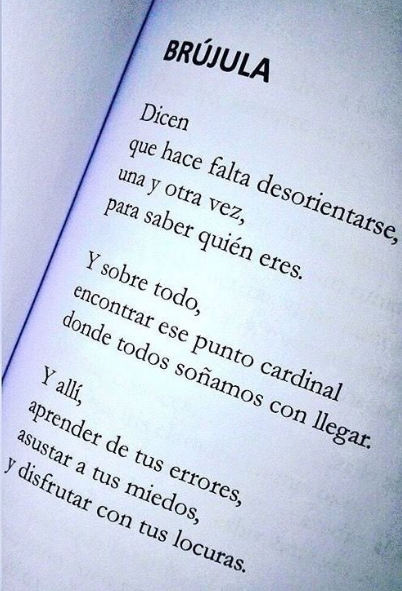 BRÚJULA
Dicen
que hace falta desorientarse,
una y otra vez,
para saber quién eres.
Y sobre todo,
encontrar ese punto cardinal
donde todos soñamos con llegar.
Y allí,
aprender de tus errores,
asustar a tus miedos,
y disfrutar con tus locuras.